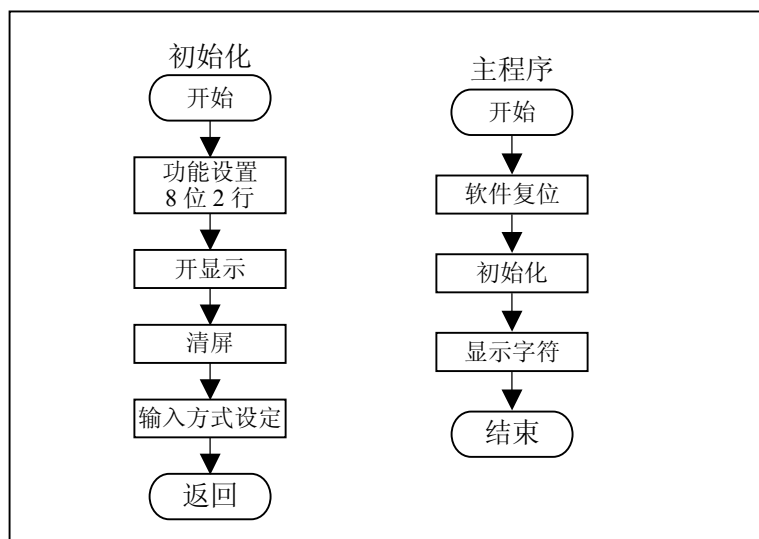 初始化
开始
功能设置
8 位 2 行
开显示
清屏
输入方式设定
返回
主程序
开始
软件复位
初始化
显示字符
结束